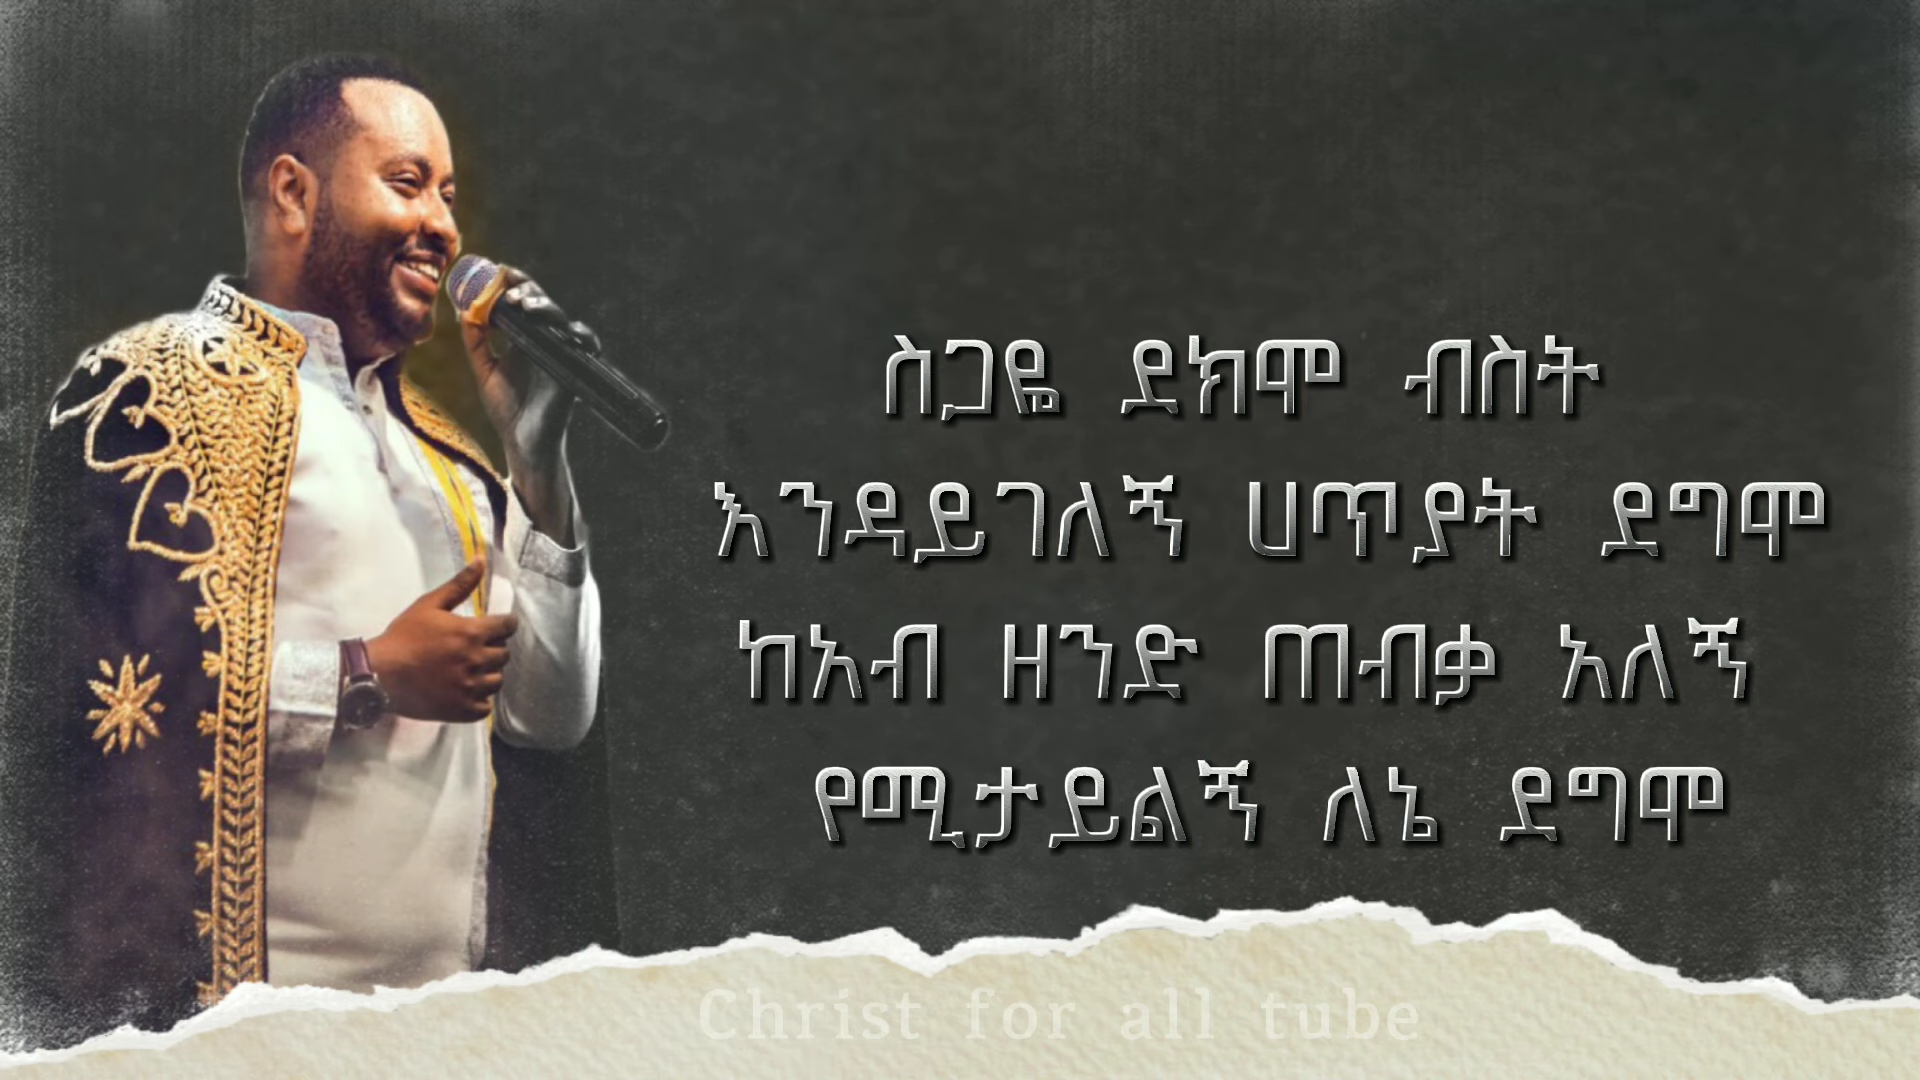 ስጋዬ ደክሞ ብስት
እንዳይገለኝ ሀጥያት ደግሞ
ከአብ ዘንድ ጠብቃ አለኝ
የሚታይልኝ ለኔ ደግሞ
Christ for all tube